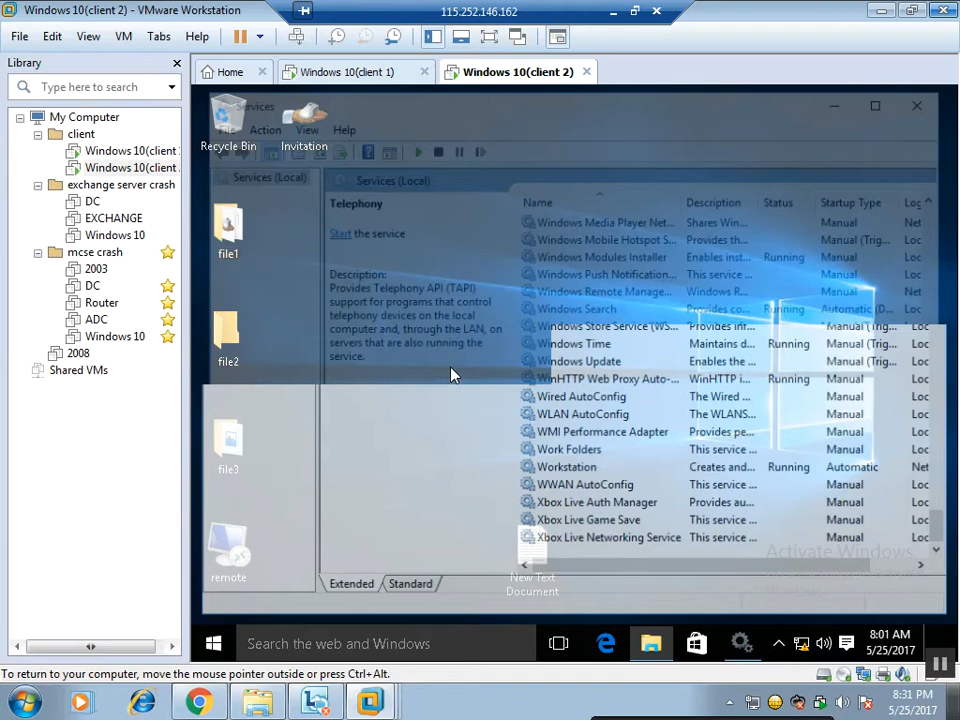 Windows 10(client 2) - VMware Workstation
115.252.146.162
File Edit View VM Tabs Help
Library
Type here to search
My Computer
client
Windows 10(client
Windows 10(client
exchange server crash
DC
EXCHANGE
Windows 10
mcse crash
2003
DC
Router
ADC
Windows 10
2008
Shared VMs
Home
Windows 10(client 1)
Windows 10(client 2)
Services
File Action View Help
Recycle Bin
Invitation
file1
file2
file3
remote
New Text
Document
Services (Local)
Services (Local)
Telephony
Start the service
Description:
Provides Telephony API (TAPI)
support for programs that control
telephony devices on the local
computer and, through the LAN, on
servers that are also running the
service.
Name Description Status Startup Type Log
Windows Media Player Net... Shares Win... Manual Net
Windows Mobile Hotspot S... Provides th... Manual (Trig... Loc
Windows Modules Installer Enables inst... Running Manual Loc
Windows Push Notification... This service ... Manual Loc
Windows Remote Manage... Windows R... Manual Net
Windows Search Provides co... Running Automatic (D... Loc
Windows Store Service (WS... Provides inf... Manual (Trig... Loc
Windows Time Maintains d... Running Manual (Trig... Loc
Windows Update Enables the ... Manual (Trig... Loc
WinHTTP Web Proxy Auto-... WinHTTP i... Running Manual Loc
Wired AutoConfig The Wired ... Manual Loc
WLAN AutoConfig The WLANS... Manual Loc
WMI Performance Adapter Provides pe... Manual Loc
Work Folders This service ... Manual Loc
Workstation Creates and... Running Automatic Net
WWAN AutoConfig This service ... Manual Loc
Xbox Live Auth Manager Provides au... Manual Loc
Xbox Live Game Save This service ... Manual Loc
Xbox Live Networking Service This service ... Manual Loc
Extended Standard
Activate Windows
Search the web and Windows
8:01 AM
5/25/2017
To return to your computer, move the mouse pointer outside or press Ctrl+Alt.
8:31 PM
5/25/2017